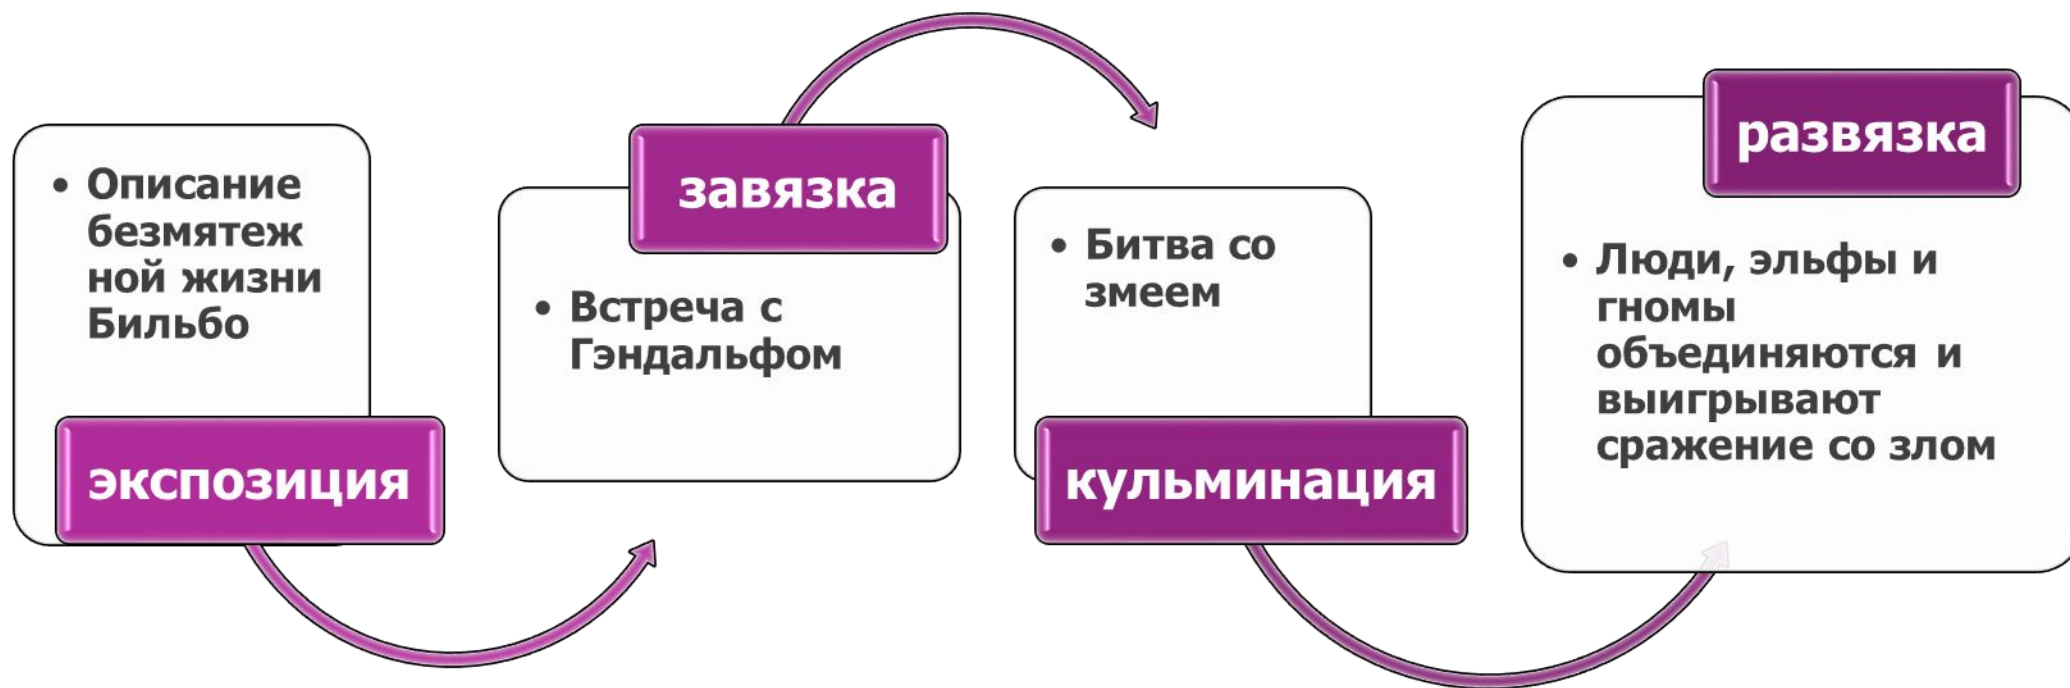 • Описание
безмятеж
ной жизни
Бильбо
экспозиция
завязка
• Встреча с
Гэндальфом
• Битва со
змеем
кульминация
развязка
• Люди, эльфы и
гномы
объединяются и
выигрывают
сражение со злом